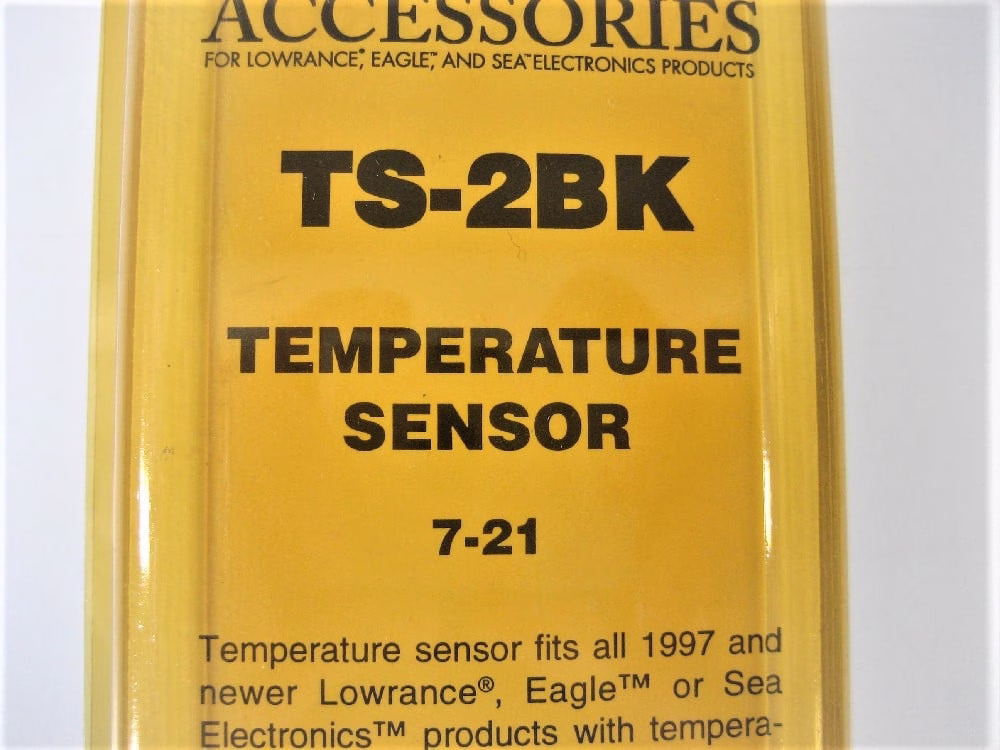 ACCESSORIES
FOR LOWRANCE®, EAGLE™, AND SEA™ ELECTRONICS PRODUCTS
TS-2BK
TEMPERATURE
SENSOR
7-21
Temperature sensor fits all 1997 and
newer Lowrance®, Eagle™ or Sea
Electronics™ products with tempera-